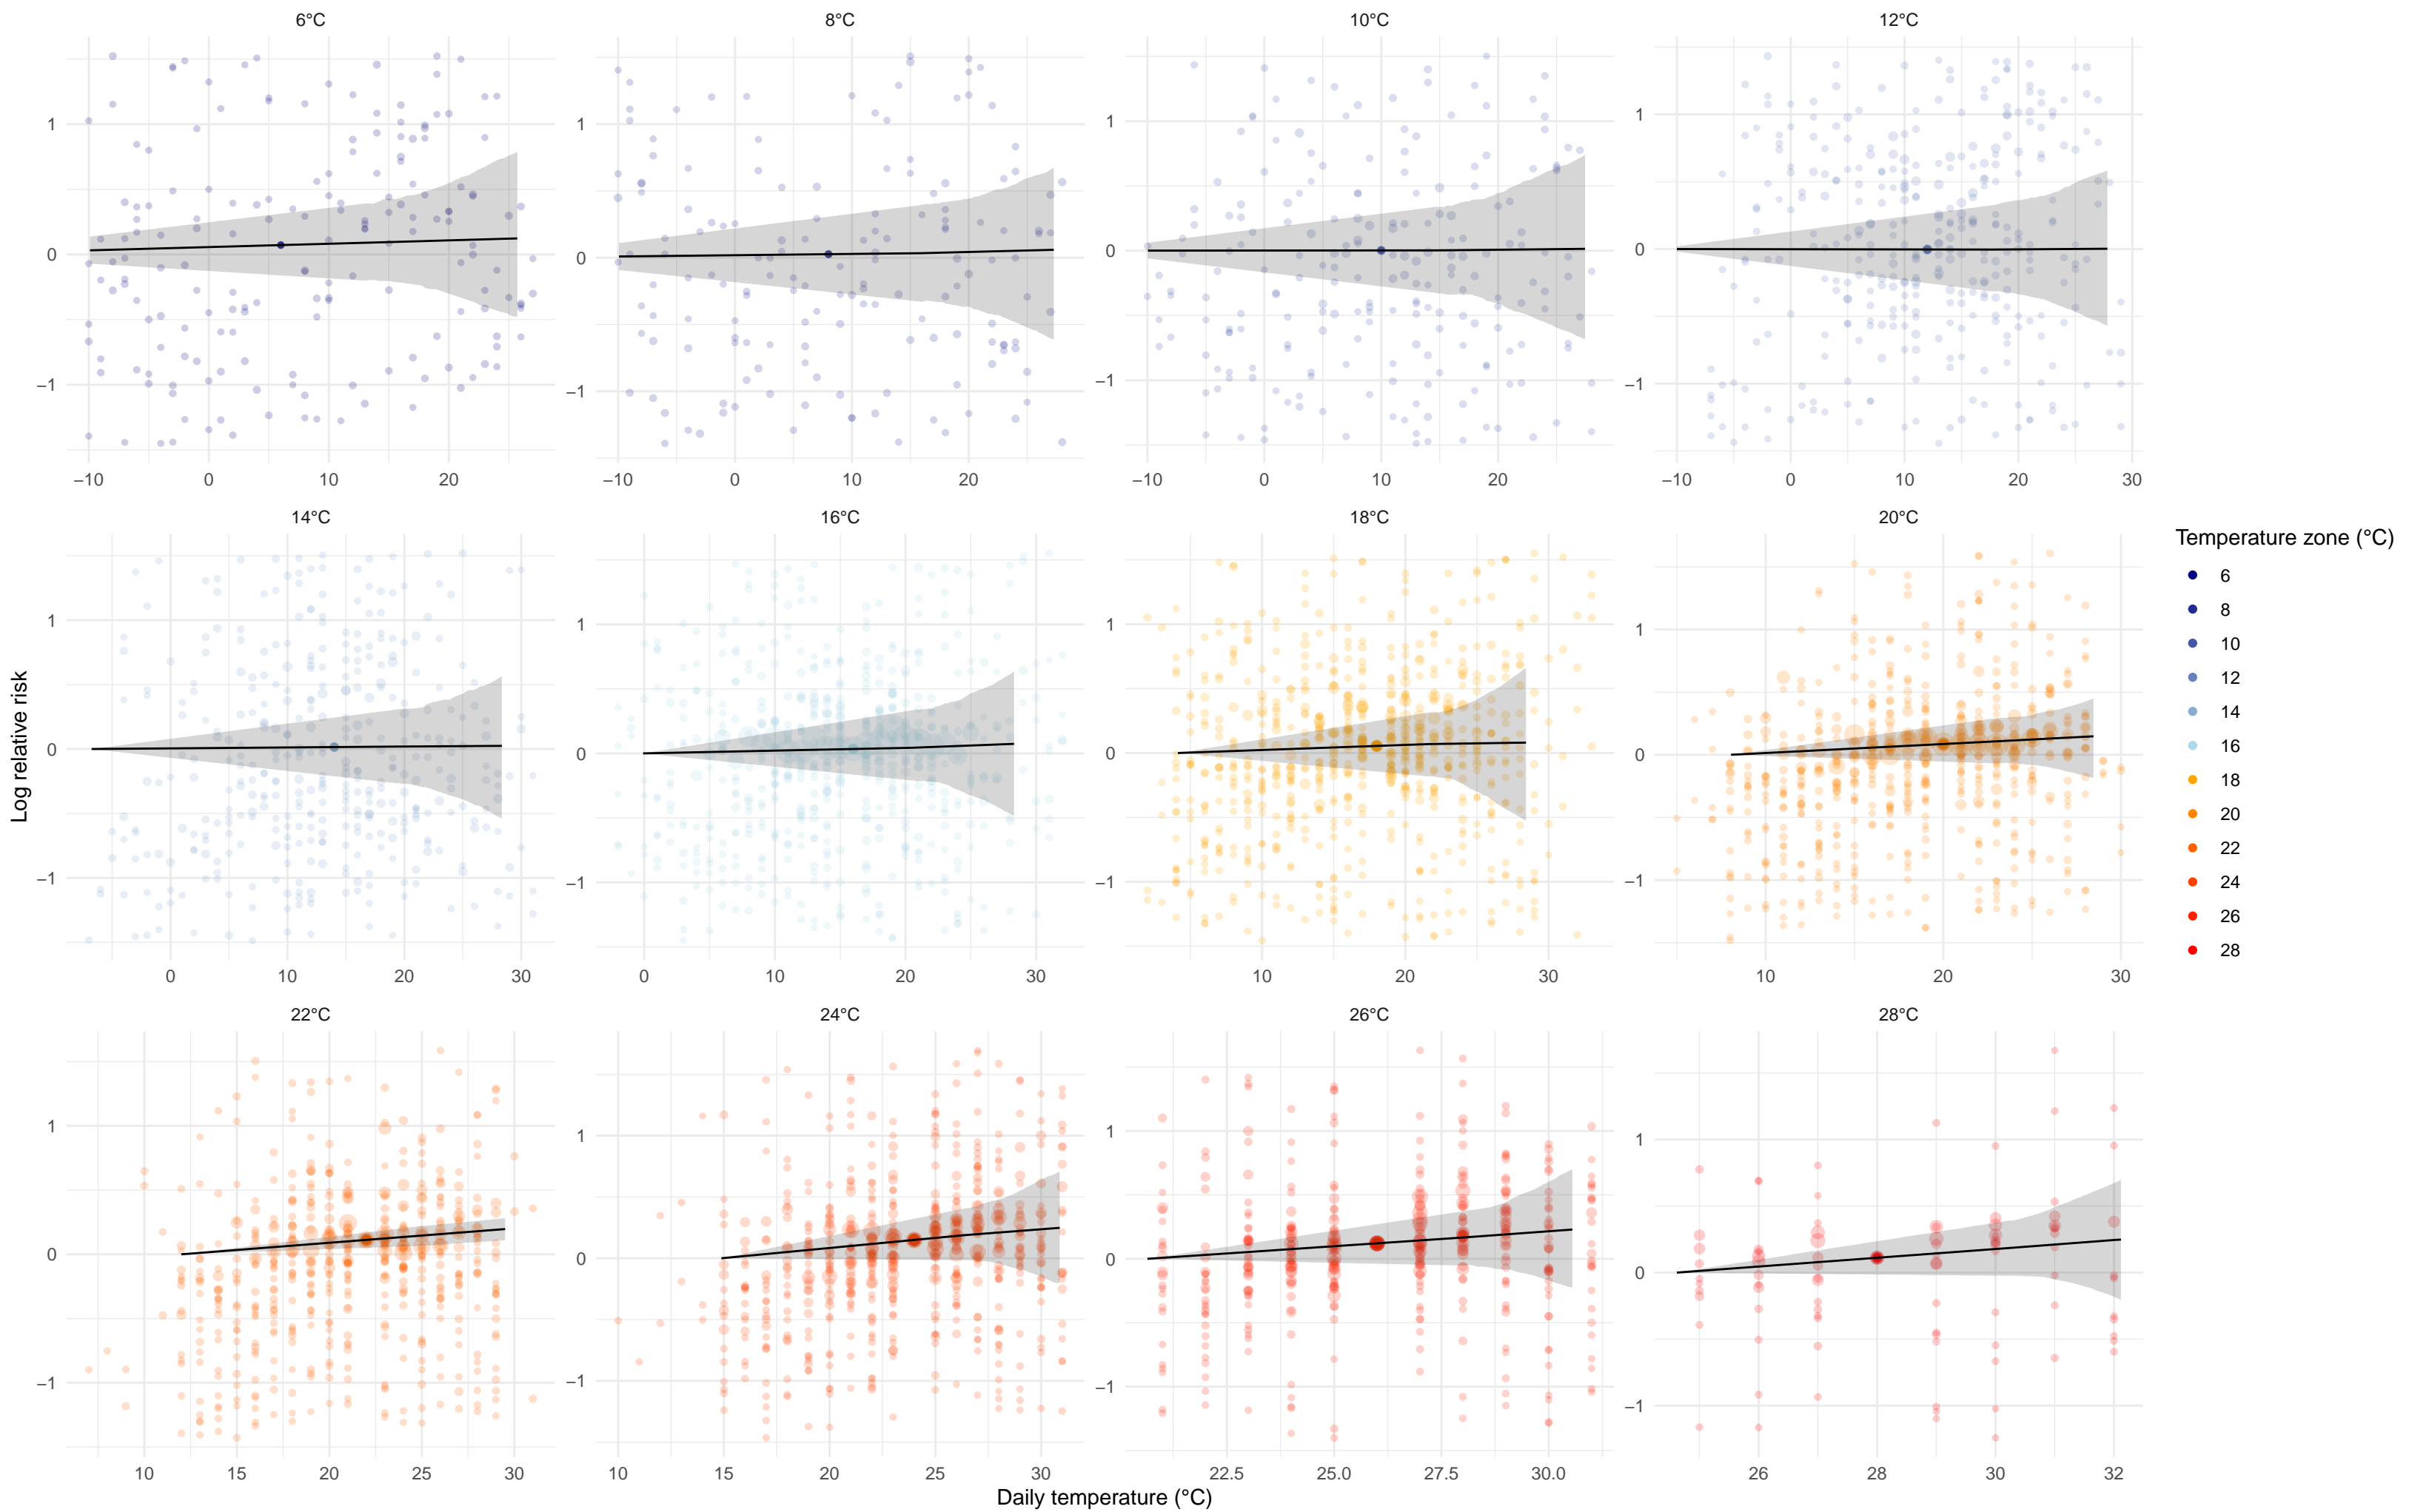 6°C 8°C 10°C 12°C
1 1 1 1
0 0 0 0
−1 −1 −1 −1
−10 0 10 20 −10 0 10 20 −10 0 10 20 −10 0 10 20 30
14°C 16°C 18°C 20°C
1 1 1 1
0 0 0 0
−1 −1 −1 −1
0 10 20 30 0 10 20 30 10 20 30 10 20 30
22°C 24°C 26°C 28°C
1 1 1 1
0 0 0 0
−1 −1 −1 −1
10 15 20 25 30 10 15 20 25 30 22.5 25.0 27.5 30.0 26 28 30 32
Daily temperature (°C)
Log relative risk
Temperature zone (°C)
6
8
10
12
14
16
18
20
22
24
26
28